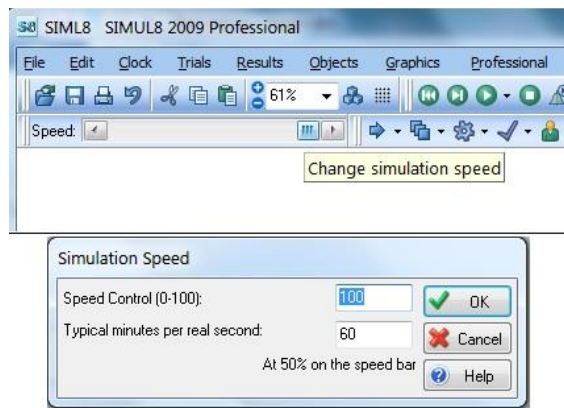 S8 SIML8 SIMUL8 2009 Professional
File Edit Clock Trials Results Objects Graphics Professional
61%
Speed:
Change simulation speed
Simulation Speed
Speed Control (0-100): 100 OK
Typical minutes per real second: 60 Cancel
At 50% on the speed bar Help